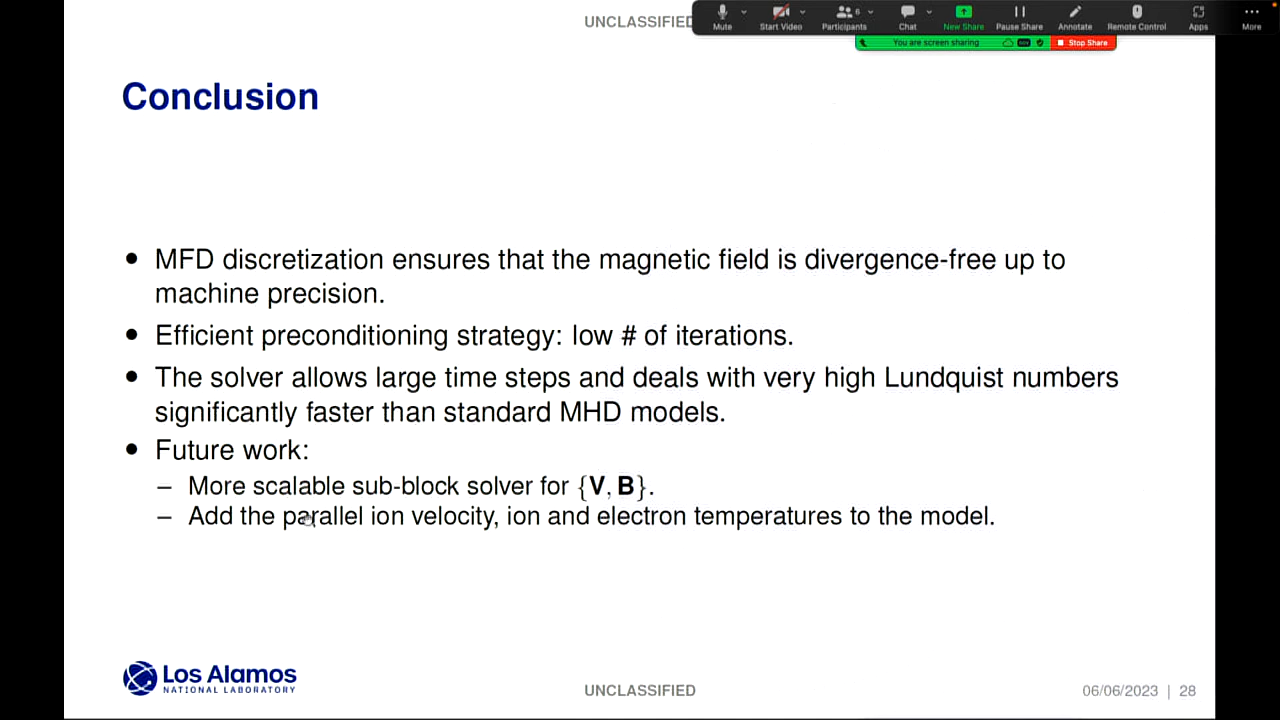 UNCLASSIFIED
Mute
Start Video
Participants
6
Chat
New Share
Pause Share
Annotate
Remote Control
Apps
More
You are screen sharing
Stop Share
Conclusion
• MFD discretization ensures that the magnetic field is divergence-free up to
machine precision.
• Efficient preconditioning strategy: low # of iterations.
• The solver allows large time steps and deals with very high Lundquist numbers
significantly faster than standard MHD models.
• Future work:
– More scalable sub-block solver for {V, B}.
– Add the parallel ion velocity, ion and electron temperatures to the model.
Los Alamos
NATIONAL LABORATORY
UNCLASSIFIED
06/06/2023 | 28